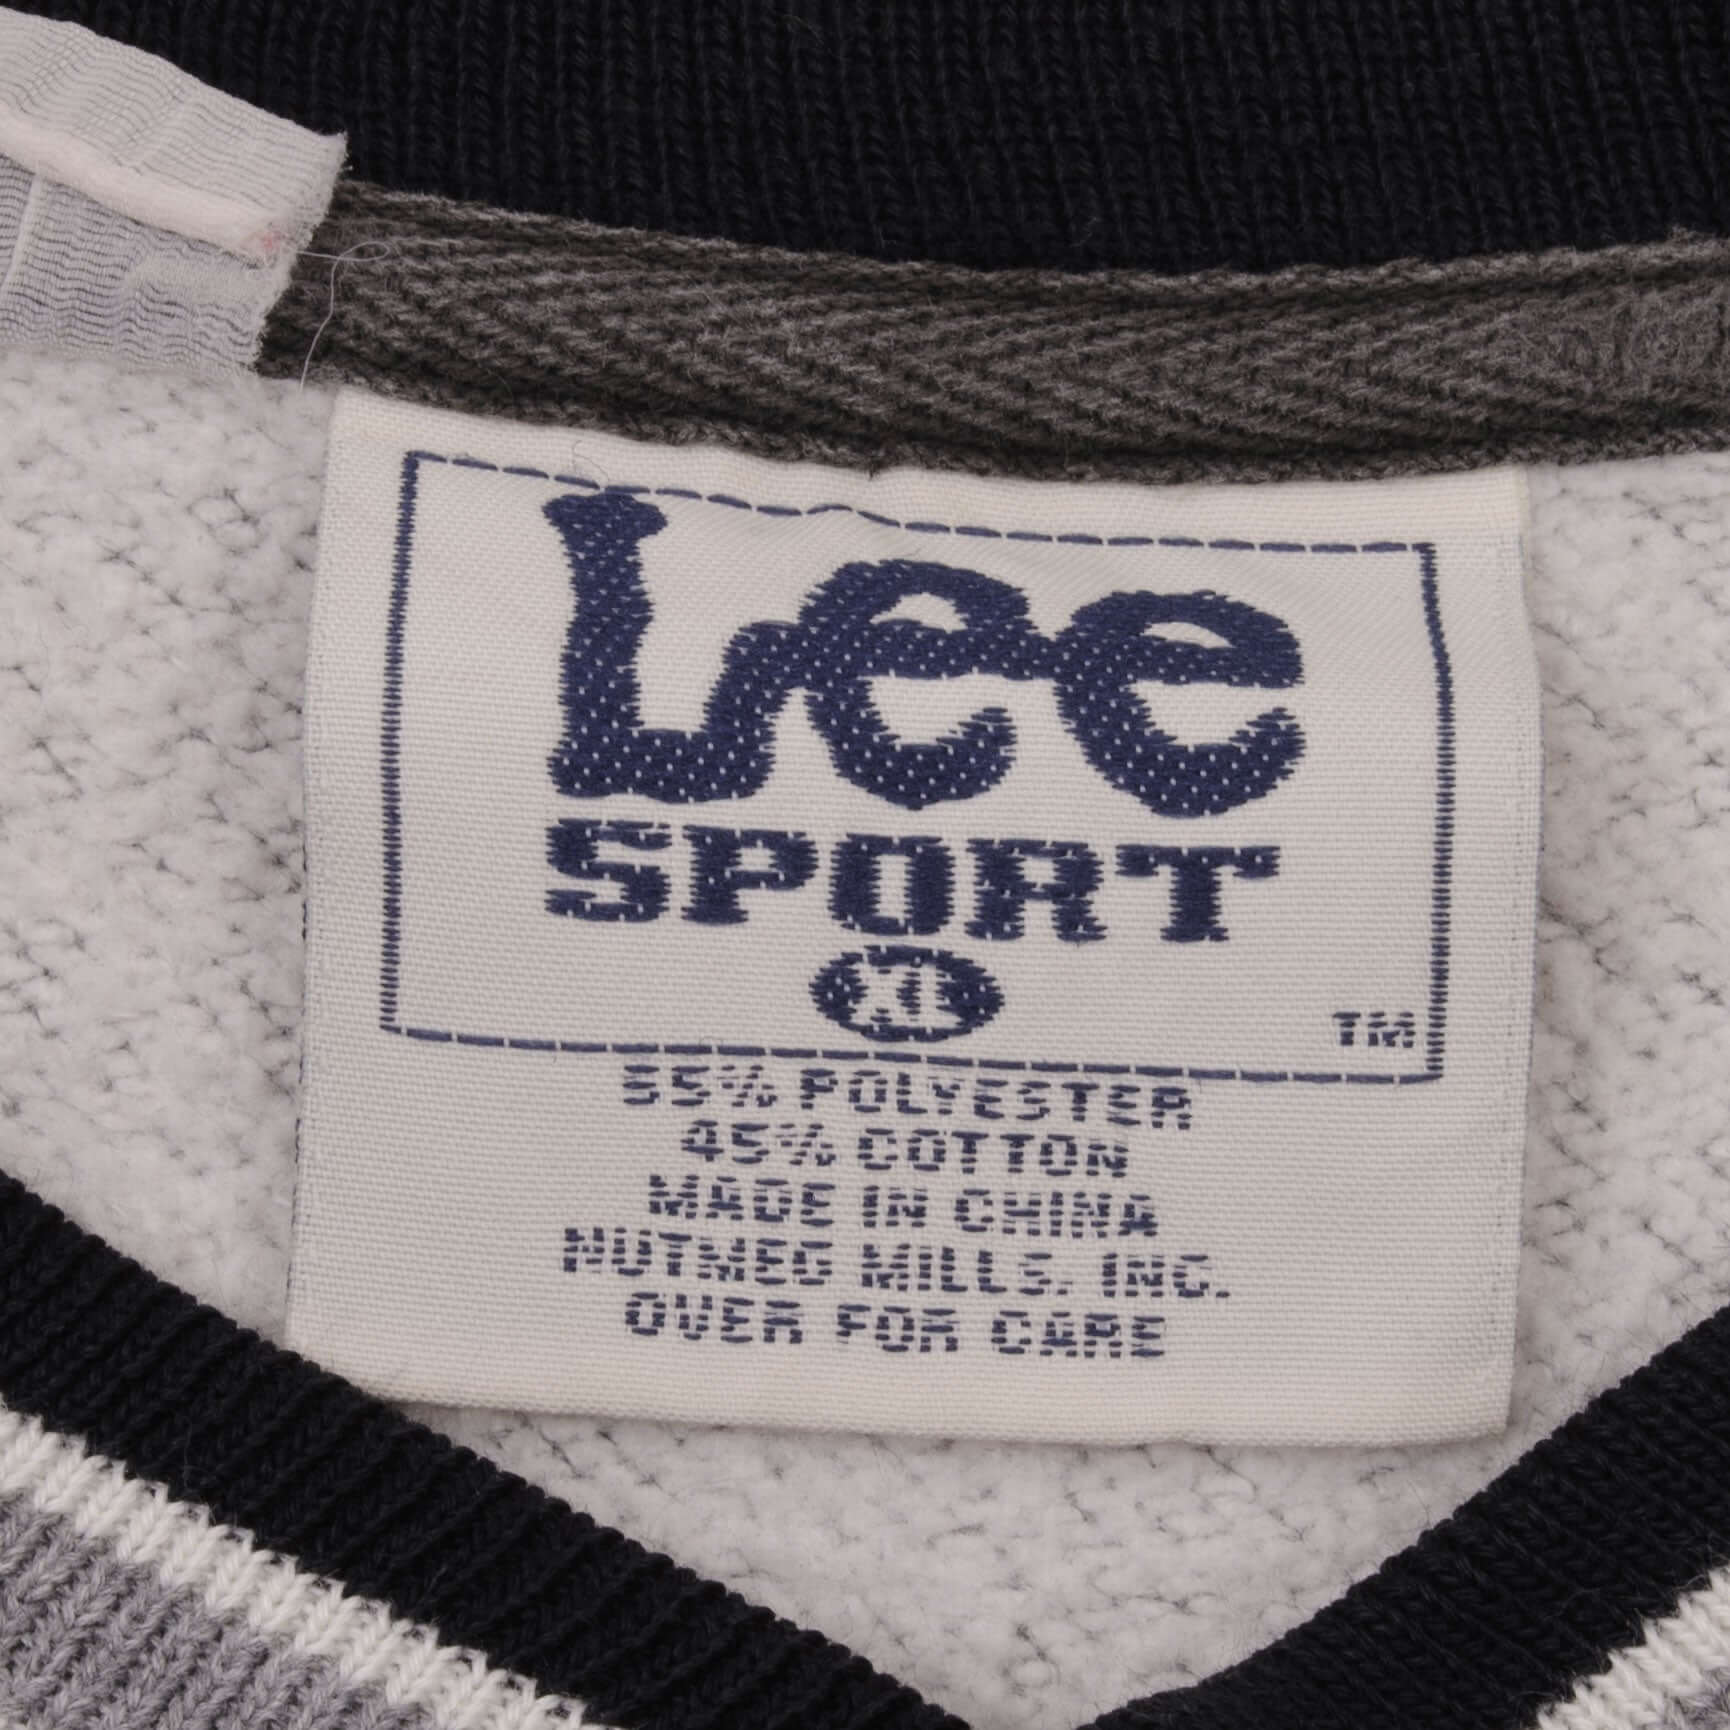 Lee
SPORT
XL
TM
55% POLYESTER
45% COTTON
MADE IN CHINA
NUTMEG MILLS, INC.
OVER FOR CARE